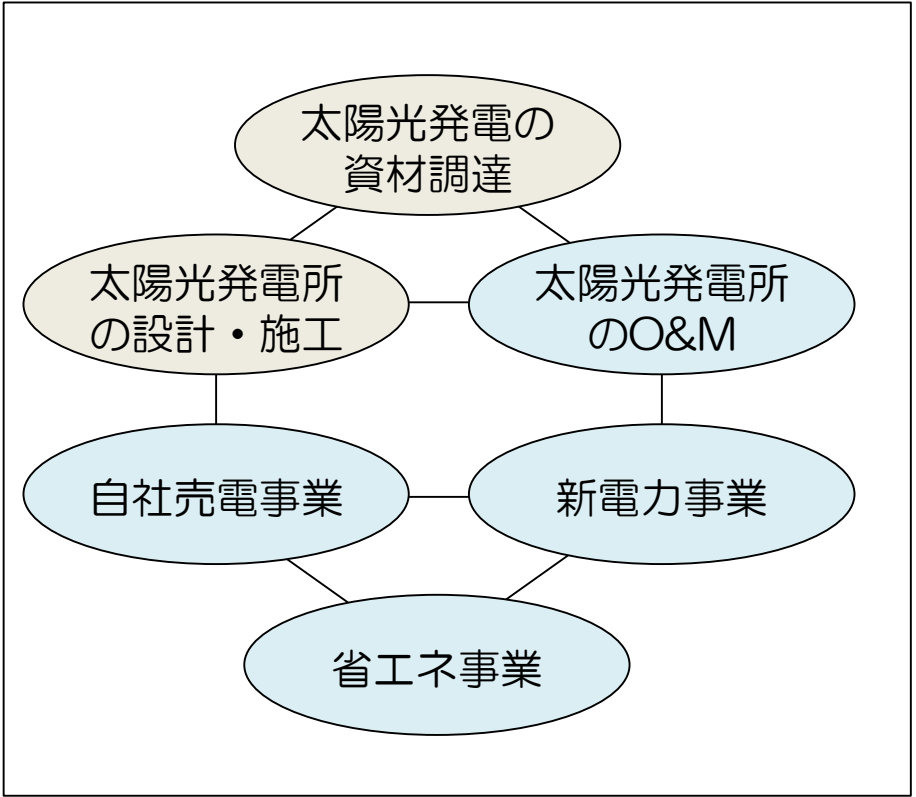 太陽光発電の
資材調達
太陽光発電所
の設計・施工
太陽光発電所
のO&M
自社売電事業
新電力事業
省エネ事業